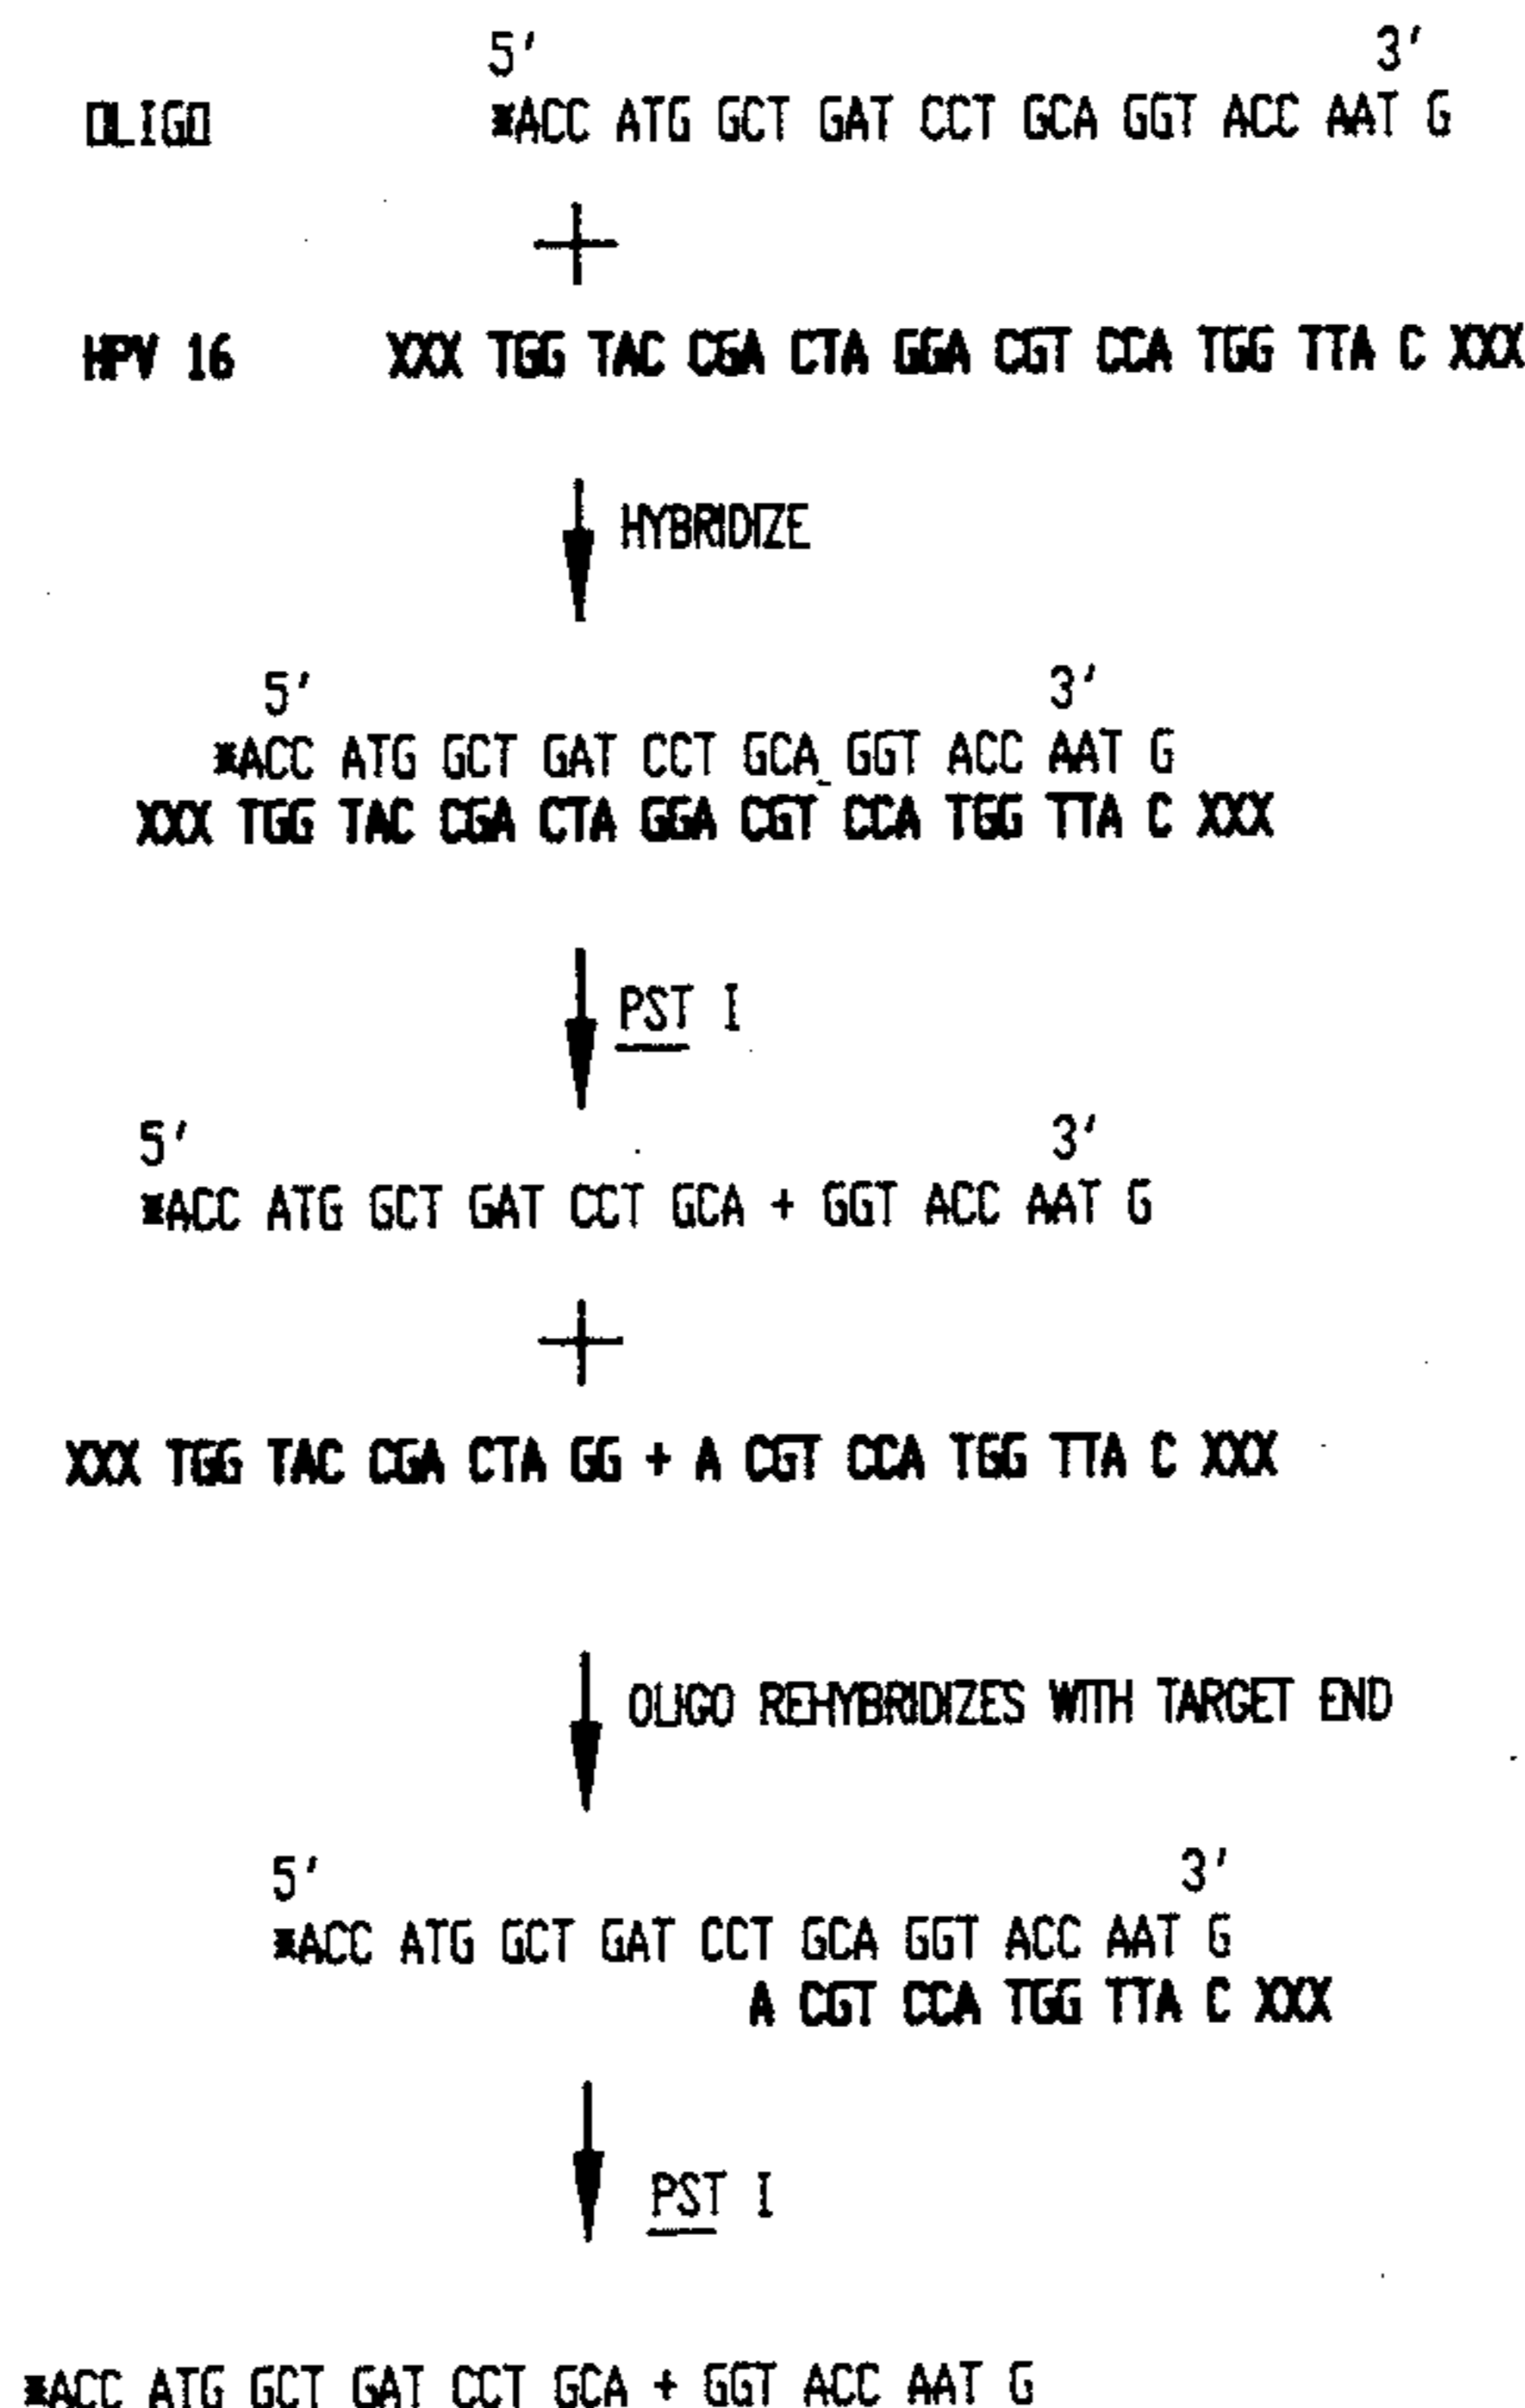 5' 3'
OLIGO *ACC ATG GCT GAT CCT GCA GGT ACC AAT G
+
HPV 16 XXX TGG TAC CGA CTA GGA CGT CCA TGG TTA C XXX
HYBRIDIZE
5' 3'
*ACC ATG GCT GAT CCT GCA GGT ACC AAT G
XXX TGG TAC CGA CTA GGA CGT CCA TGG TTA C XXX
PST I
5' 3'
*ACC ATG GCT GAT CCT GCA + GGT ACC AAT G
+
XXX TGG TAC CGA CTA GG + A CGT CCA TGG TTA C XXX
OLIGO REHYBRIDIZES WITH TARGET END
5' 3'
*ACC ATG GCT GAT CCT GCA GGT ACC AAT G
A CGT CCA TGG TTA C XXX
PST I
*ACC ATG GCT GAT CCT GCA + GGT ACC AAT G